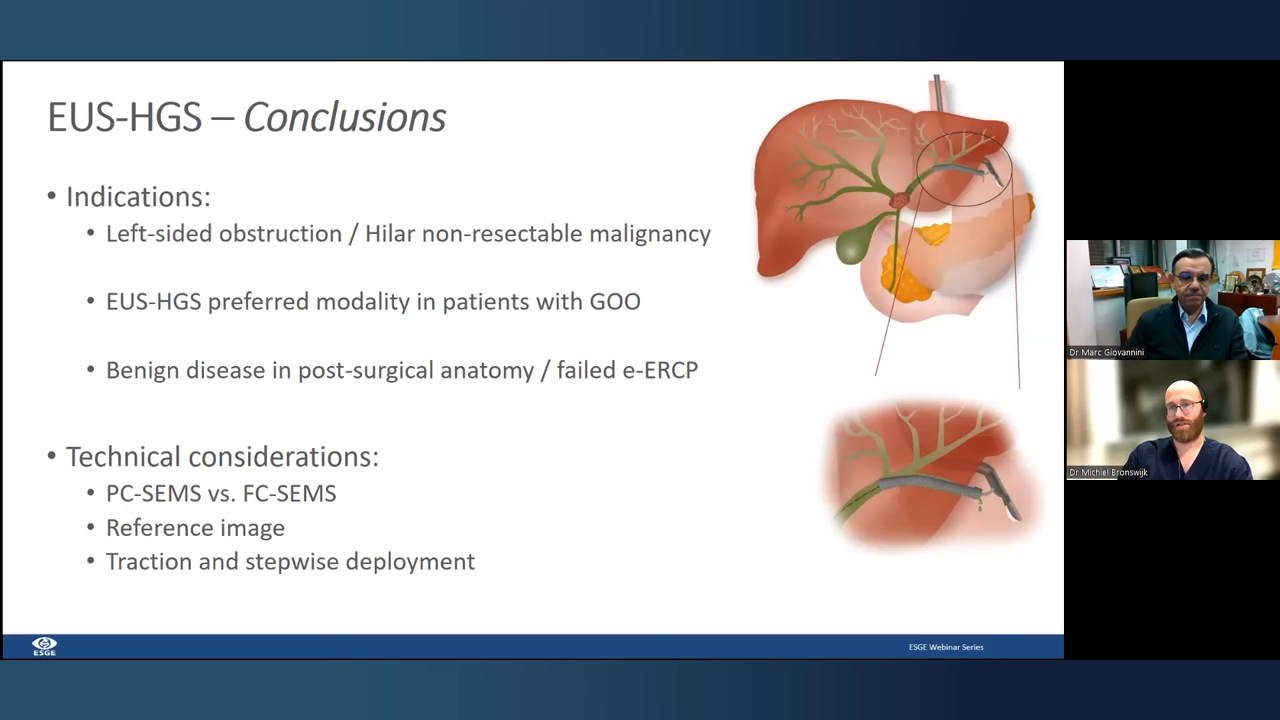 EUS-HGS – Conclusions
• Indications:
• Left-sided obstruction / Hilar non-resectable malignancy
• EUS-HGS preferred modality in patients with GOO
• Benign disease in post-surgical anatomy / failed e-ERCP
• Technical considerations:
• PC-SEMS vs. FC-SEMS
• Reference image
• Traction and stepwise deployment
Dr Marc Giovannini
Dr Michiel Bronswijk
ESGE
ESGE Webinar Series